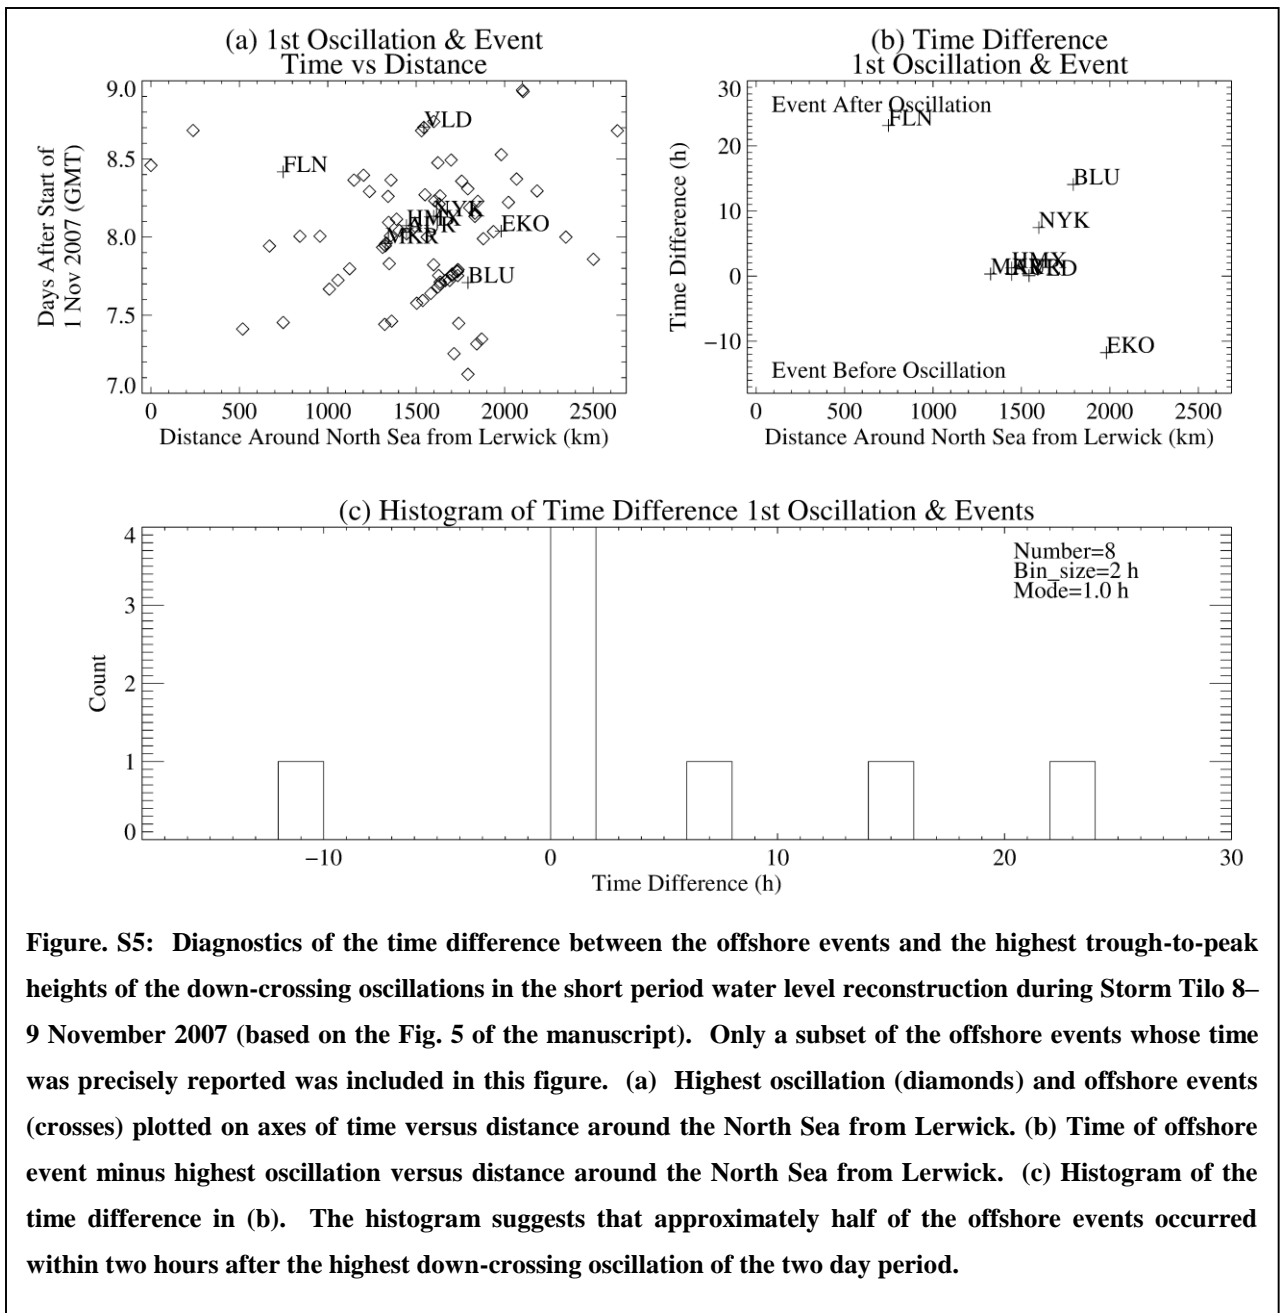 (a) 1st Oscillation & Event
Time vs Distance
9.0
8.5
8.0
7.5
7.0
Days After Start of
1 Nov 2007 (GMT)
VLD
FLN
NYK
HMX
EKO
MKR
BLU
0 500 1000 1500 2000 2500
Distance Around North Sea from Lerwick (km)
(b) Time Difference
1st Oscillation & Event
30
20
10
0
−10
Time Difference (h)
Event After Oscillation
FLN
BLU
NYK
HMX
EKO
Event Before Oscillation
0 500 1000 1500 2000 2500
Distance Around North Sea from Lerwick (km)
(c) Histogram of Time Difference 1st Oscillation & Events
4
3
2
1
0
Count
Number=8
Bin_size=2 h
Mode=1.0 h
−10 0 10 20 30
Time Difference (h)
Figure. S5: Diagnostics of the time difference between the offshore events and the highest trough-to-peak
heights of the down-crossing oscillations in the short period water level reconstruction during Storm Tilo 8–
9 November 2007 (based on the Fig. 5 of the manuscript). Only a subset of the offshore events whose time
was precisely reported was included in this figure. (a) Highest oscillation (diamonds) and offshore events
(crosses) plotted on axes of time versus distance around the North Sea from Lerwick. (b) Time of offshore
event minus highest oscillation versus distance around the North Sea from Lerwick. (c) Histogram of the
time difference in (b). The histogram suggests that approximately half of the offshore events occurred
within two hours after the highest down-crossing oscillation of the two day period.